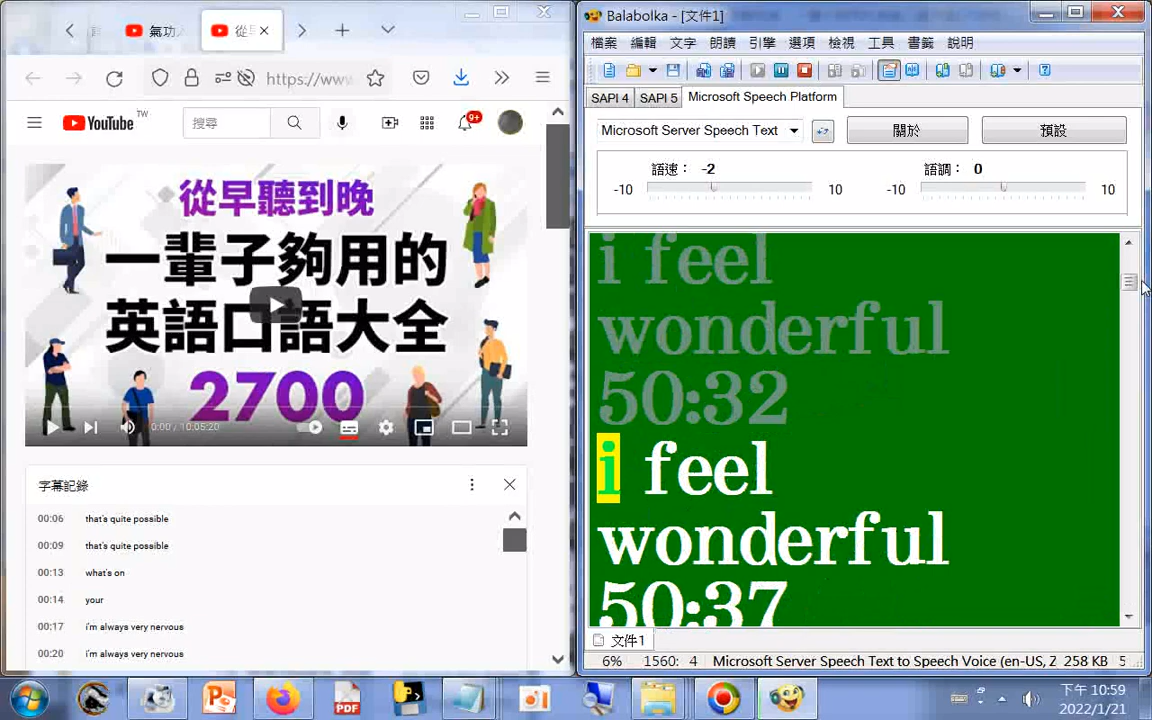 氣功
從
https://www
YouTube TW
搜尋
9+
從早聽到晚
一輩子夠用的
英語口語大全
2700
0:00 / 10:05:20
字幕記錄
00:06 that's quite possible
00:09 that's quite possible
00:13 what's on
00:14 your
00:17 i'm always very nervous
00:20 i'm always very nervous
Balabolka - [文件1]
檔案 編輯 文字 朗讀 引擎 選項 檢視 工具 書籤 說明
SAPI 4 SAPI 5 Microsoft Speech Platform
Microsoft Server Speech Text 關於 預設
語速： -2 語調： 0
-10 10 -10 10
i feel
wonderful
50:32
i feel
wonderful
50:37
文件1
6% 1560: 4 Microsoft Server Speech Text to Speech Voice (en-US, Z 258 KB 5
PDF
下午 10:59
2022/1/21